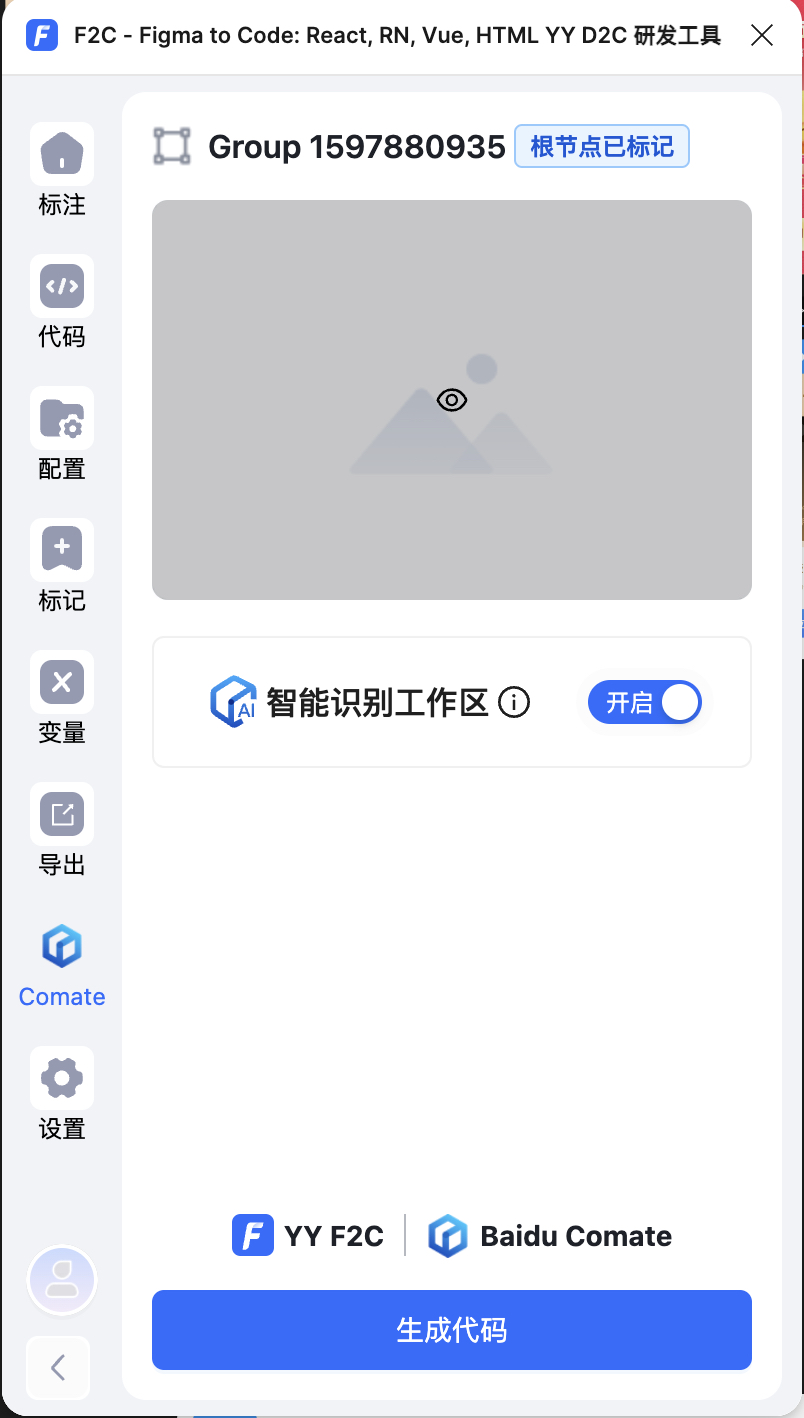 F2C - Figma to Code: React, RN, Vue, HTML YY D2C 研发工具
Group 1597880935 根节点已标记
标注
代码
配置
标记
变量
导出
Comate
设置
AI 智能识别工作区 开启
YY F2C | Baidu Comate
生成代码